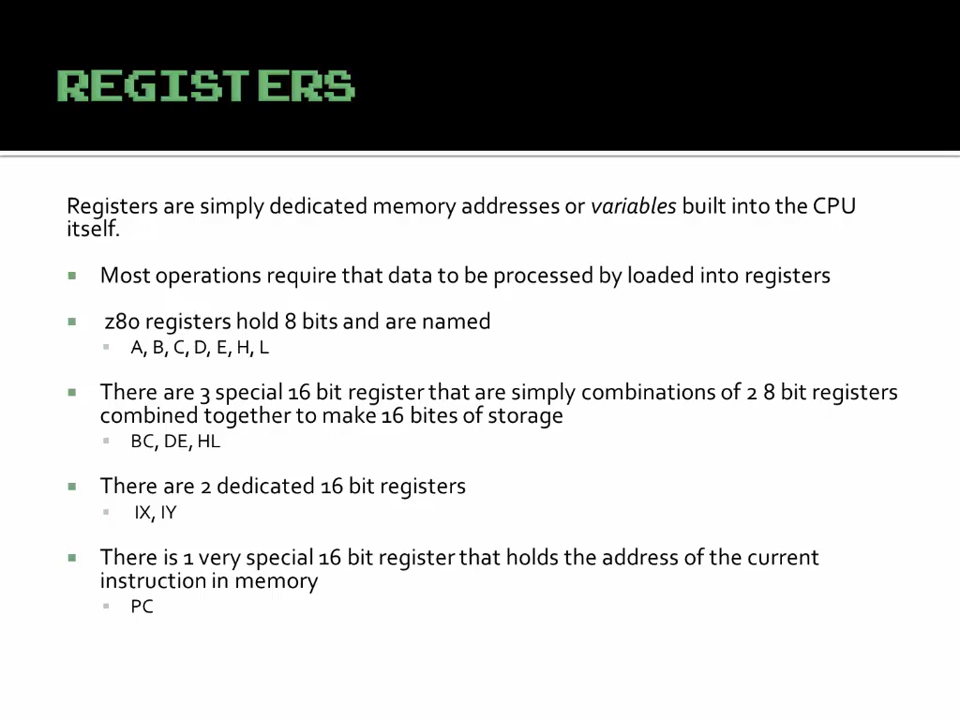 REGISTERS
Registers are simply dedicated memory addresses or variables built into the CPU
itself.
Most operations require that data to be processed by loaded into registers
z80 registers hold 8 bits and are named
A, B, C, D, E, H, L
There are 3 special 16 bit register that are simply combinations of 2 8 bit registers
combined together to make 16 bites of storage
BC, DE, HL
There are 2 dedicated 16 bit registers
IX, IY
There is 1 very special 16 bit register that holds the address of the current
instruction in memory
PC